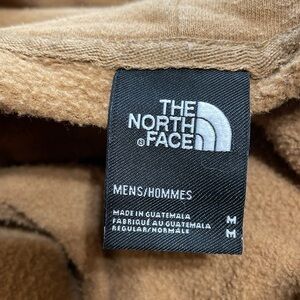 THE
NORTH
®FACE
MENS/HOMMES
MADE IN GUATEMALA M
FABRIQUÉ AU GUATEMALA M
REGULAR/NORMALE